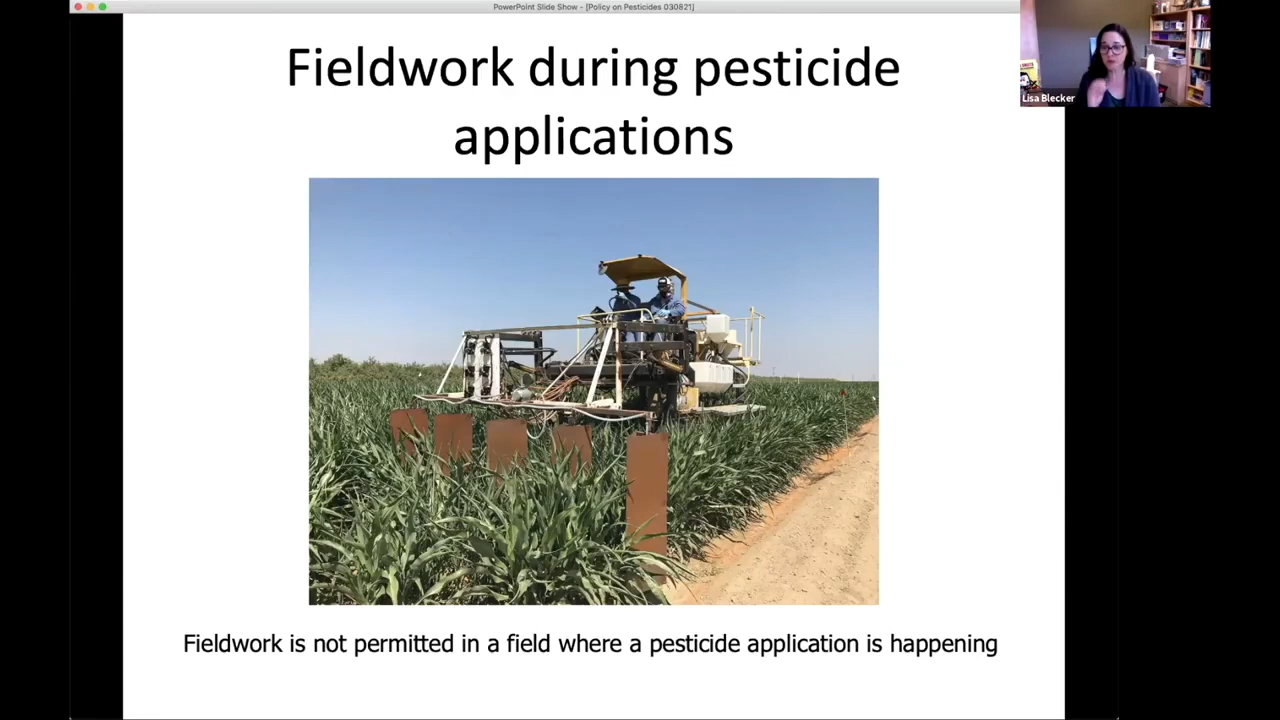 PowerPoint Slide Show - [Policy on Pesticides 030821]
Fieldwork during pesticide
applications
Lisa Blecker
Fieldwork is not permitted in a field where a pesticide application is happening